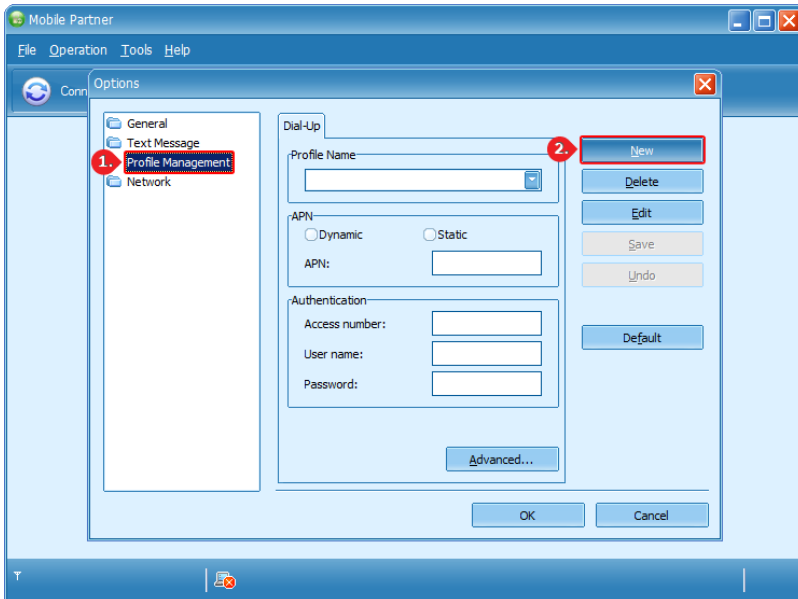 Mobile Partner
File Operation Tools Help
Conn
Options
General
Text Message
1. Profile Management
Network
Dial-Up
Profile Name
2. New
Delete
APN
Edit
Dynamic Static
Save
APN:
Undo
Authentication
Access number:
Default
User name:
Password:
Advanced...
OK Cancel